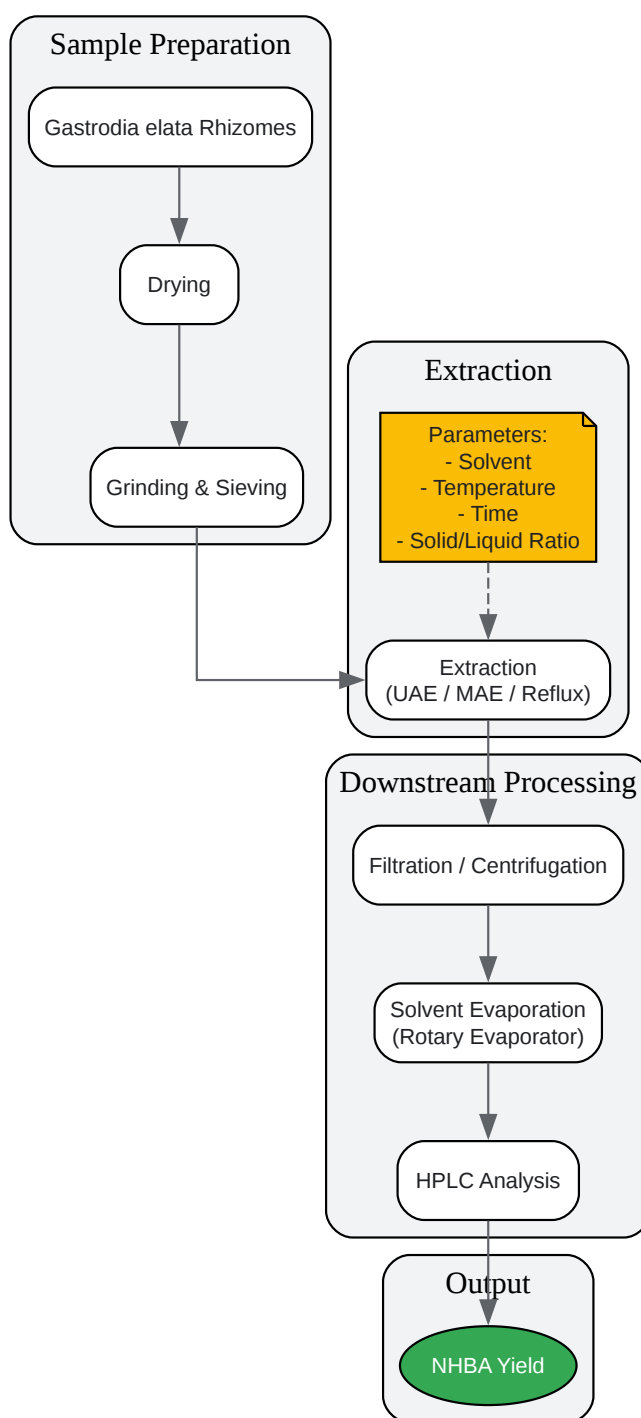 Sample Preparation
Gastrodia elata Rhizomes
Drying
Grinding & Sieving
Extraction
Parameters:
- Solvent
- Temperature
- Time
- Solid/Liquid Ratio
Extraction
(UAE / MAE / Reflux)
Downstream Processing
Filtration / Centrifugation
Solvent Evaporation
(Rotary Evaporator)
HPLC Analysis
Output
NHBA Yield